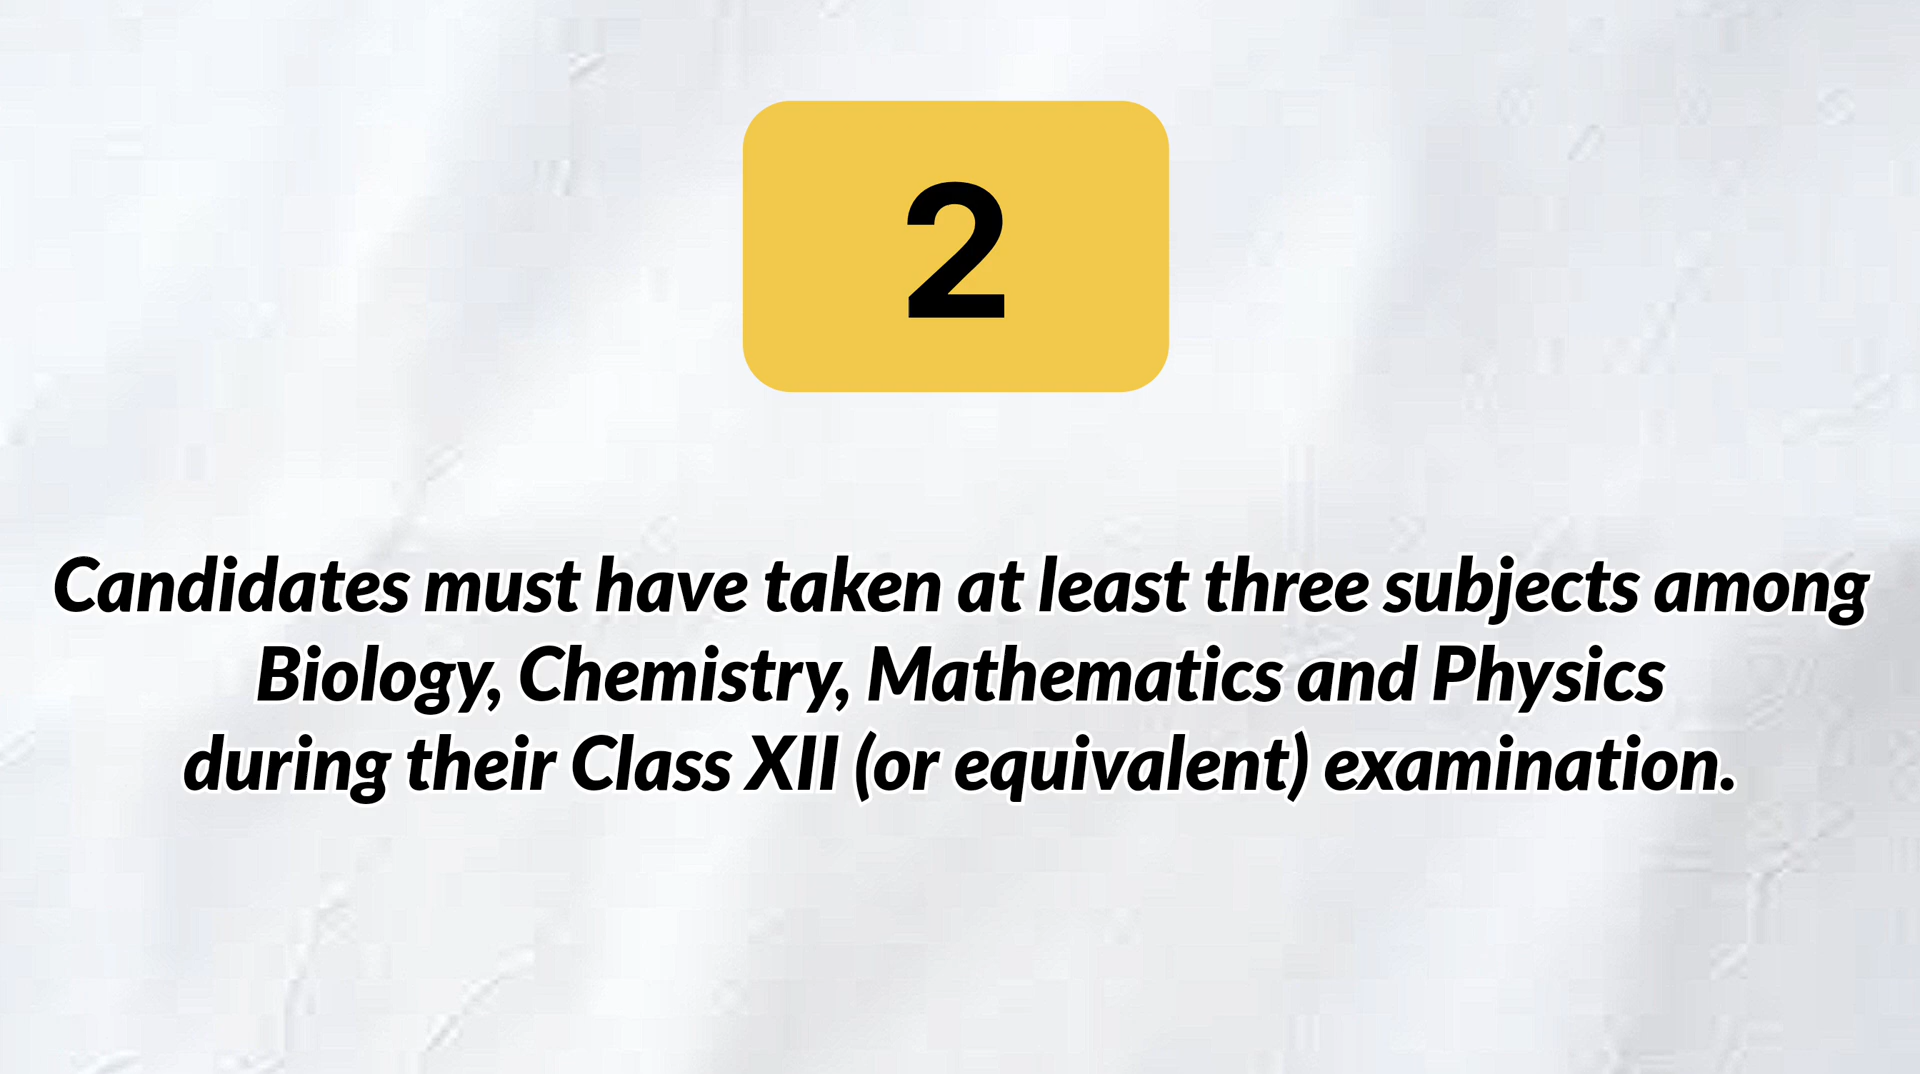 2
Candidates must have taken at least three subjects among
Biology, Chemistry, Mathematics and Physics
during their Class XII (or equivalent) examination.